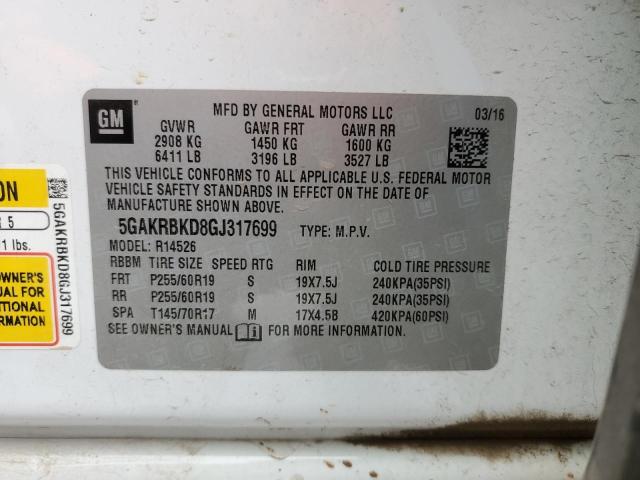 GM
MFD BY GENERAL MOTORS LLC 03/16
GVWR GAWR FRT GAWR RR
2908 KG 1450 KG 1600 KG
6411 LB 3196 LB 3527 LB
THIS VEHICLE CONFORMS TO ALL APPLICABLE U.S. FEDERAL MOTOR
VEHICLE SAFETY STANDARDS IN EFFECT ON THE DATE OF
MANUFACTURE SHOWN ABOVE.
5GAKRBKD8GJ317699 TYPE: M.P.V.
MODEL: R14526
RBBM TIRE SIZE SPEED RTG RIM COLD TIRE PRESSURE
FRT P255/60R19 S 19X7.5J 240KPA(35PSI)
RR P255/60R19 S 19X7.5J 240KPA(35PSI)
SPA T145/70R17 M 17X4.5B 420KPA(60PSI)
SEE OWNER'S MANUAL FOR MORE INFORMATION.
ON
5
1 lbs.
OWNER'S
UAL FOR
ITIONAL
RMATION
5GAKRBKD8GJ317699